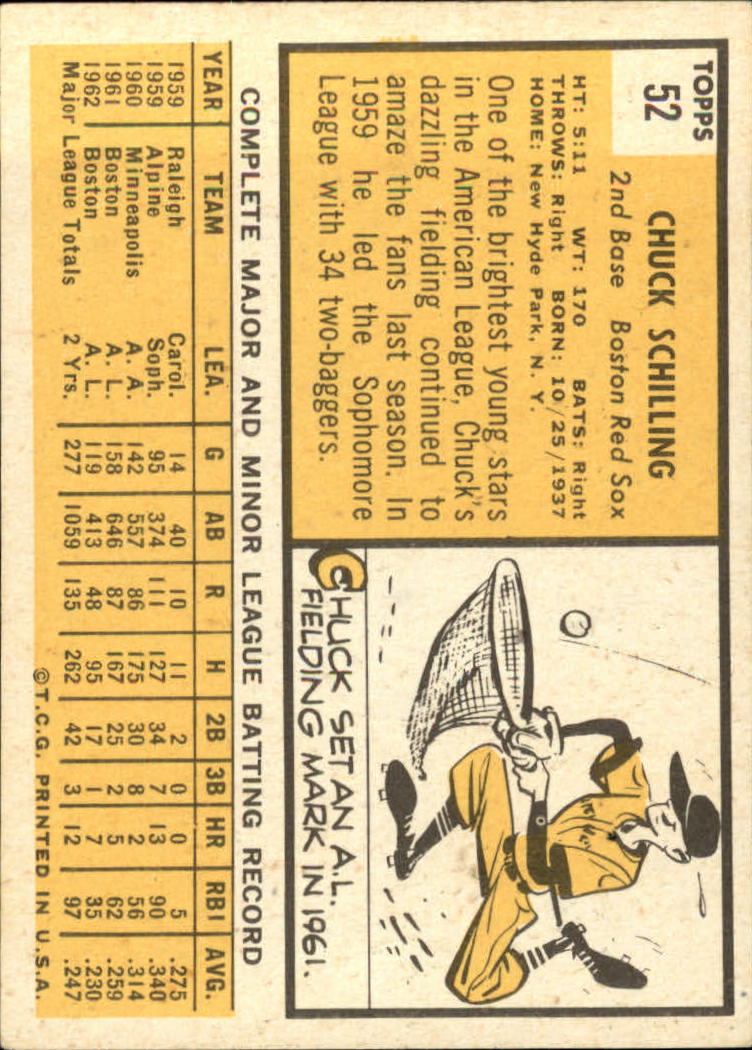 TOPPS
52
CHUCK SCHILLING
2nd Base Boston Red Sox
HT: 5:11 WT: 170 BATS: Right
THROWS: Right BORN: 10/25/1937
HOME: New Hyde Park, N. Y.
One of the brightest young stars
in the American League, Chuck's
dazzling fielding continued to
amaze the fans last season. In
1959 he led the Sophomore
League with 34 two-baggers.
CHUCK SET AN A.L.
FIELDING MARK IN 1961.
COMPLETE MAJOR AND MINOR LEAGUE BATTING RECORD
YEAR TEAM LEA. G AB R H 2B 3B HR RBI AVG.
1959 Raleigh Carol. 14 40 10 11 2 0 0 5 .275
1959 Alpine Soph. 95 374 111 127 34 7 13 90 .340
1960 Minneapolis A. A. 142 557 86 175 30 8 2 56 .314
1961 Boston A. L. 158 646 87 167 25 2 5 62 .259
1962 Boston A. L. 119 413 48 95 17 1 7 35 .230
Major League Totals 2 Yrs. 277 1059 135 262 42 3 12 97 .247
©T.C.G. PRINTED IN U.S.A.